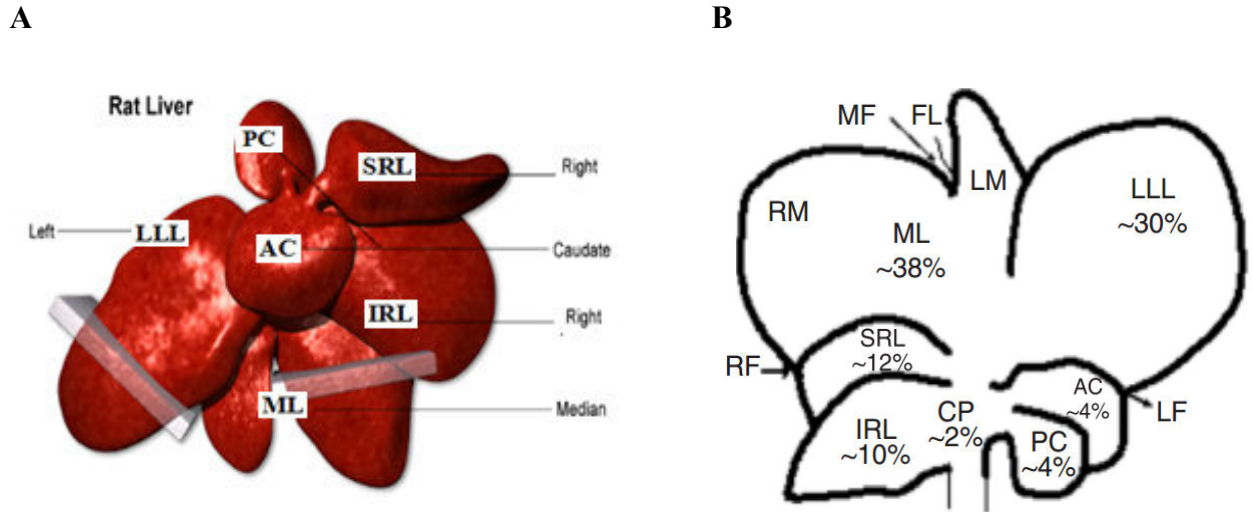 A
B
Rat Liver
PC
SRL
Right
Left
LLL
AC
Caudate
IRL
Right
ML
Median
MF
FL
LM
RM
LLL
~30%
ML
~38%
SRL
~12%
RF
AC
~4%
LF
CP
~2%
IRL
~10%
PC
~4%